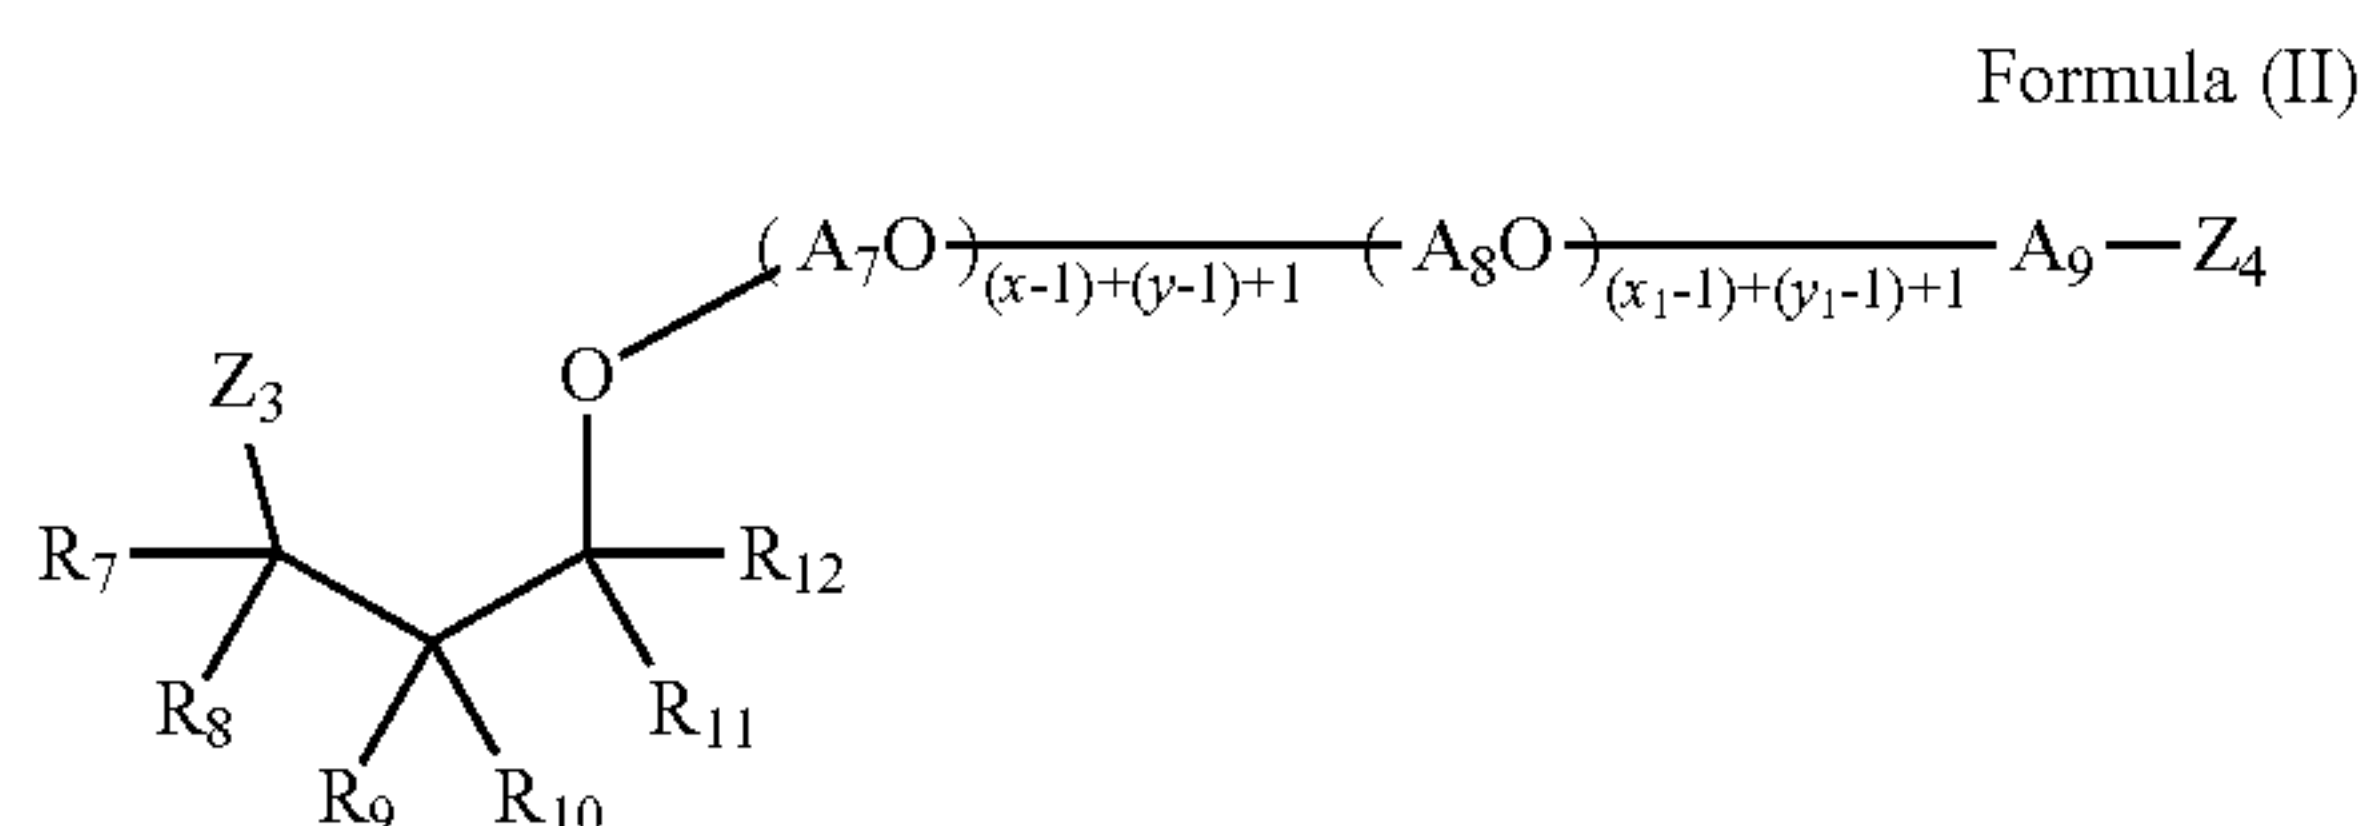 Formula (II)
( A7O )(x-1)+(y-1)+1 ( A8O )(x1-1)+(y1-1)+1 A9 — Z4
O
Z3
R7 R12
R8 R11
R9 R10